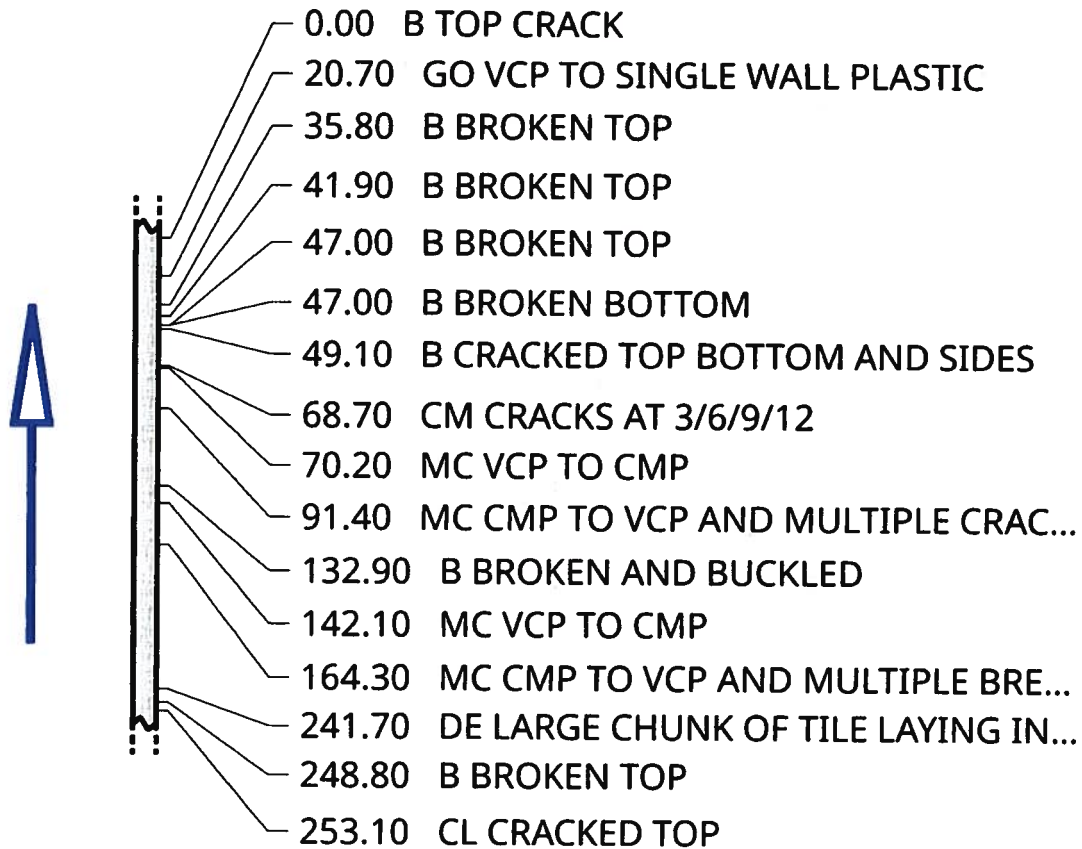 0.00 B TOP CRACK
20.70 GO VCP TO SINGLE WALL PLASTIC
35.80 B BROKEN TOP
41.90 B BROKEN TOP
47.00 B BROKEN TOP
47.00 B BROKEN BOTTOM
49.10 B CRACKED TOP BOTTOM AND SIDES
68.70 CM CRACKS AT 3/6/9/12
70.20 MC VCP TO CMP
91.40 MC CMP TO VCP AND MULTIPLE CRAC...
132.90 B BROKEN AND BUCKLED
142.10 MC VCP TO CMP
164.30 MC CMP TO VCP AND MULTIPLE BRE...
241.70 DE LARGE CHUNK OF TILE LAYING IN...
248.80 B BROKEN TOP
253.10 CL CRACKED TOP